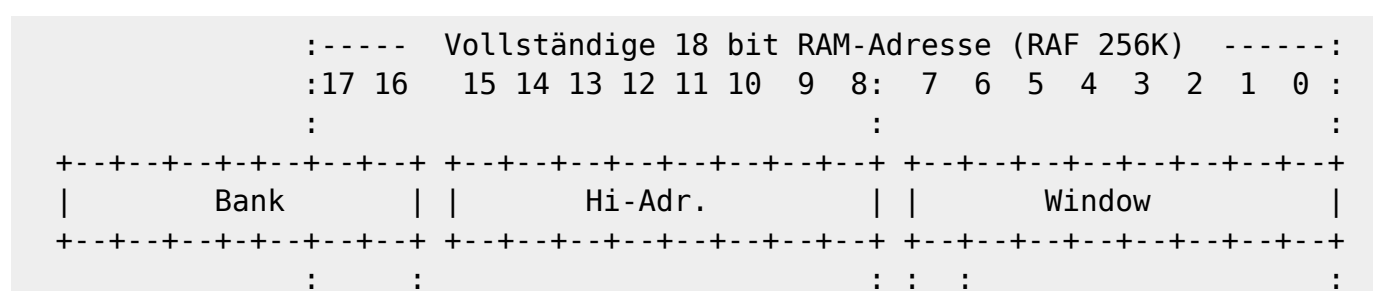 :-----  Vollständige 18 bit RAM-Adresse (RAF 256K)  ------:
:17 16   15 14 13 12 11 10  9  8:  7  6  5  4  3  2  1  0 :
:                               :                         :
+--+--+--+-+--+--+--+ +--+--+--+--+--+--+--+--+ +--+--+--+--+--+--+--+--+
|        Bank       | |       Hi-Adr.         | |       Window          |
+--+--+--+-+--+--+--+ +--+--+--+--+--+--+--+--+ +--+--+--+--+--+--+--+--+
:     :                         : :  :                    :